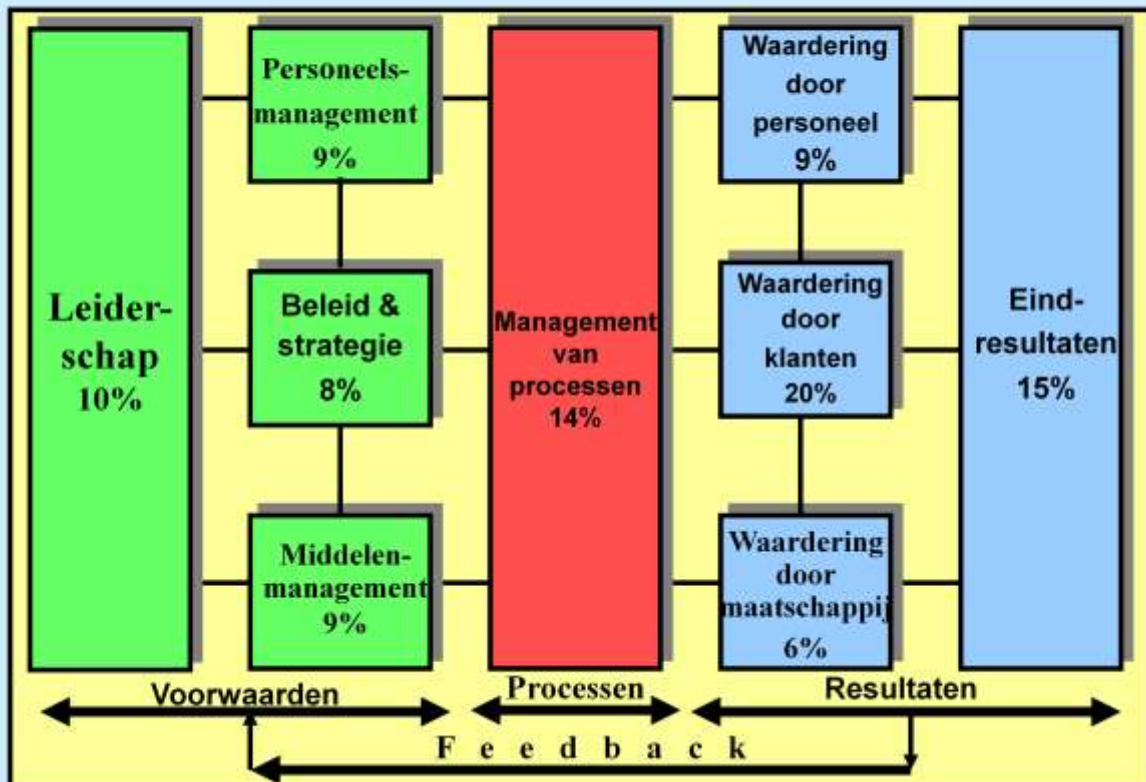 Leider-
schap
10%
Personeels-
management
9%
Beleid &
strategie
8%
Middelen-
management
9%
Management
van
processen
14%
Waardering
door
personeel
9%
Waardering
door
klanten
20%
Waardering
door
maatschappij
6%
Eind-
resultaten
15%
Voorwaarden
Processen
Resultaten
F e e d b a c k